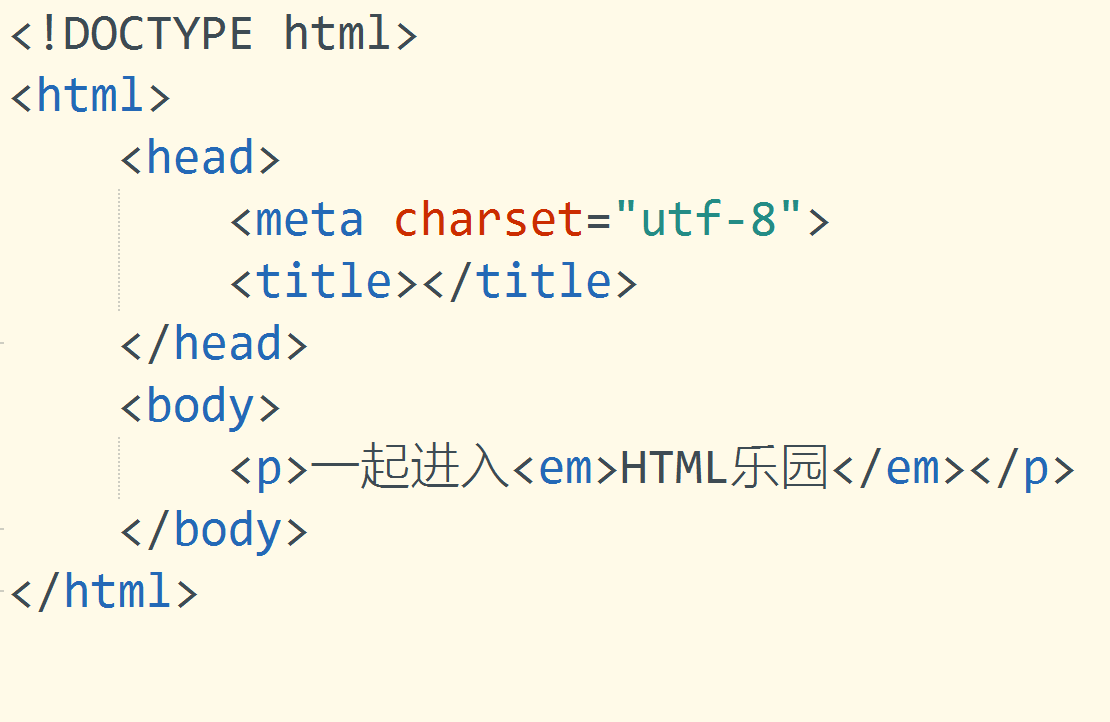 <!DOCTYPE html>
<html>
    <head>
        <meta charset="utf-8">
        <title></title>
    </head>
    <body>
        <p>一起进入<em>HTML乐园</em></p>
    </body>
</html>